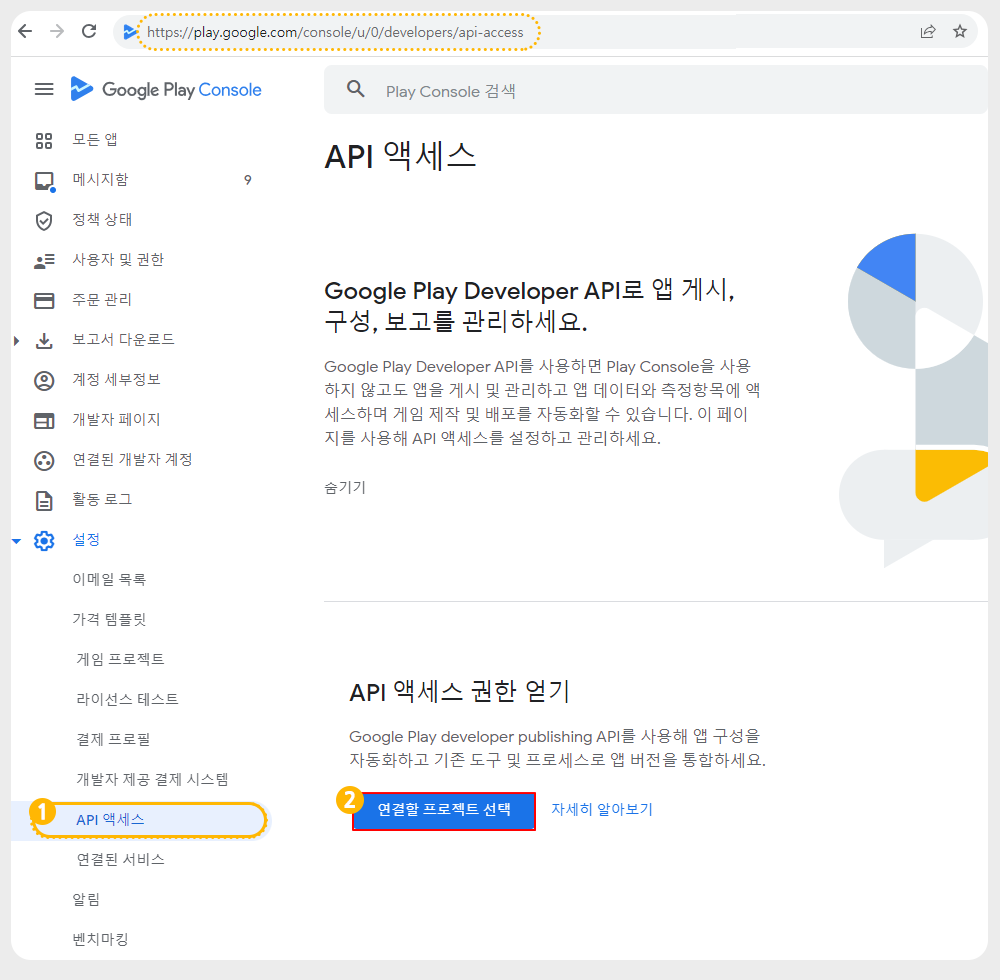 https://play.google.com/console/u/0/developers/api-access
Google Play Console
Play Console 검색
모든 앱
메시지함 9
정책 상태
사용자 및 권한
주문 관리
보고서 다운로드
계정 세부정보
개발자 페이지
연결된 개발자 계정
활동 로그
설정
이메일 목록
가격 템플릿
게임 프로젝트
라이선스 테스트
결제 프로필
개발자 제공 결제 시스템
1 API 액세스
연결된 서비스
알림
벤치마킹
API 액세스
Google Play Developer API로 앱 게시,
구성, 보고를 관리하세요.
Google Play Developer API를 사용하면 Play Console을 사용
하지 않고도 앱을 게시 및 관리하고 앱 데이터와 측정항목에 액
세스하며 게임 제작 및 배포를 자동화할 수 있습니다. 이 페이
지를 사용해 API 액세스를 설정하고 관리하세요.
숨기기
API 액세스 권한 얻기
Google Play developer publishing API를 사용해 앱 구성을
자동화하고 기존 도구 및 프로세스로 앱 버전을 통합하세요.
2 연결할 프로젝트 선택 자세히 알아보기